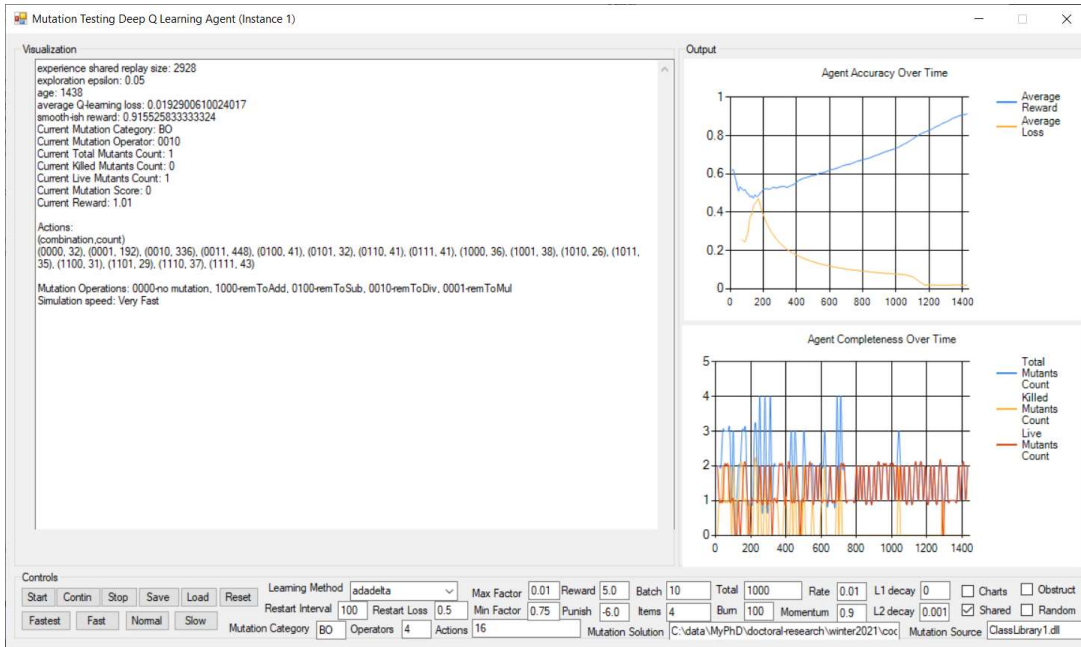 Mutation Testing Deep Q Learning Agent (Instance 1)
Visualization
experience shared replay size: 2928
exploration epsilon: 0.05
age: 1438
average Q-learning loss: 0.0192900610024017
smooth-ish reward: 0.915525833333324
Current Mutation Category: BO
Current Mutation Operator: 0010
Current Total Mutants Count: 1
Current Killed Mutants Count: 0
Current Live Mutants Count: 1
Current Mutation Score: 0
Current Reward: 1.01
Actions:
(combination,count)
(0000, 32), (0001, 192), (0010, 336), (0011, 448), (0100, 41), (0101, 32), (0110, 41), (0111, 41), (1000, 36), (1001, 38), (1010, 26), (1011,
35), (1100, 31), (1101, 29), (1110, 37), (1111, 43)
Mutation Operations: 0000-no mutation, 1000-remToAdd, 0100-remToSub, 0010-remToDiv, 0001-remToMul
Simulation speed: Very Fast
Output
Agent Accuracy Over Time
1
0.8
0.6
0.4
0.2
0
0 200 400 600 800 1000 1200 1400
Average
Reward
Average
Loss
Agent Completeness Over Time
5
4
3
2
1
0
0 200 400 600 800 1000 1200 1400
Total
Mutants
Count
Killed
Mutants
Count
Live
Mutants
Count
Controls
Start Contin Stop Save Load Reset Learning Method adadelta Max Factor 0.01 Reward 5.0 Batch 10 Total 1000 Rate 0.01 L1 decay 0 Charts Obstruct
Fastest Fast Normal Slow Restart Interval 100 Restart Loss 0.5 Min Factor 0.75 Punish -6.0 Items 4 Burn 100 Momentum 0.9 L2 decay 0.001 Shared Random
Mutation Category BO Operators 4 Actions 16 Mutation Solution C:\data\MyPhD\doctoral-research\winter2021\coc Mutation Source ClassLibrary1.dll